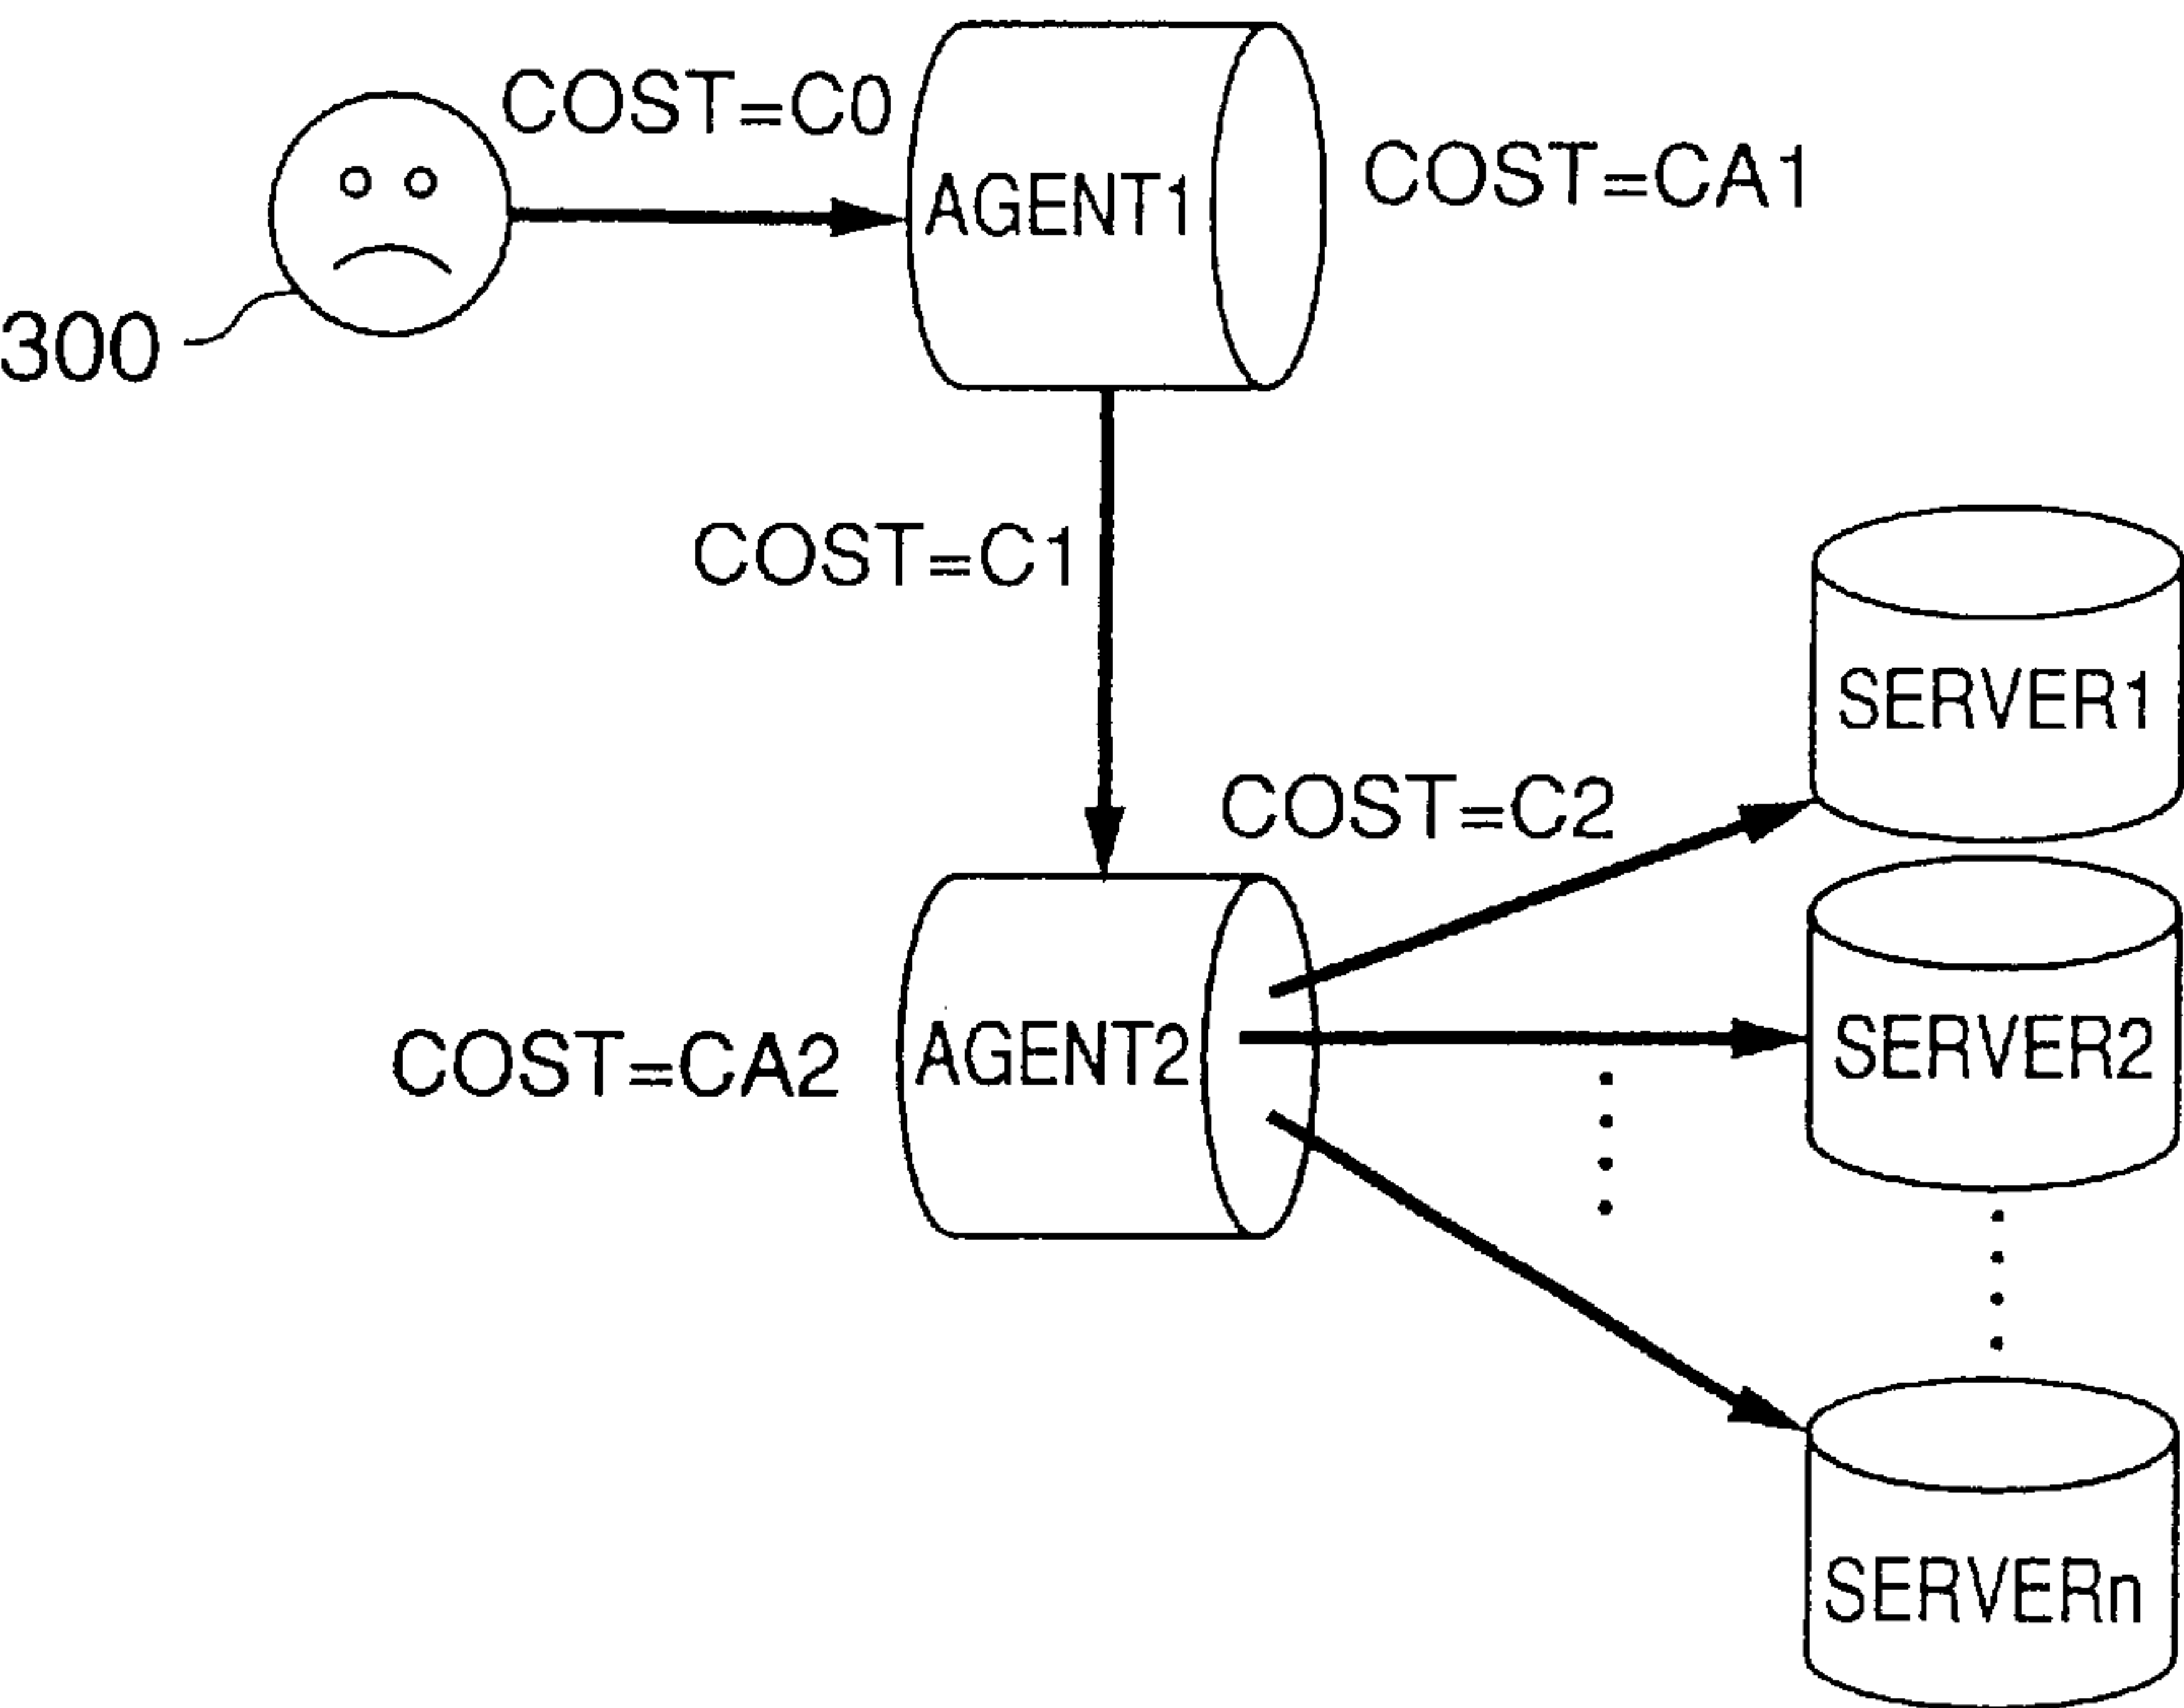 COST=C0
AGENT1
COST=CA1
300
COST=C1
SERVER1
COST=C2
COST=CA2
AGENT2
SERVER2
SERVERn